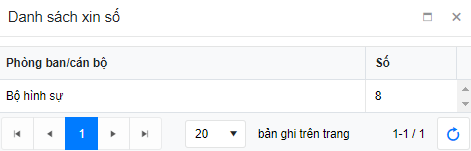 Danh sách xin số
Phòng ban/cán bộ Số
Bộ hình sự 8
1 20 bản ghi trên trang 1-1 / 1